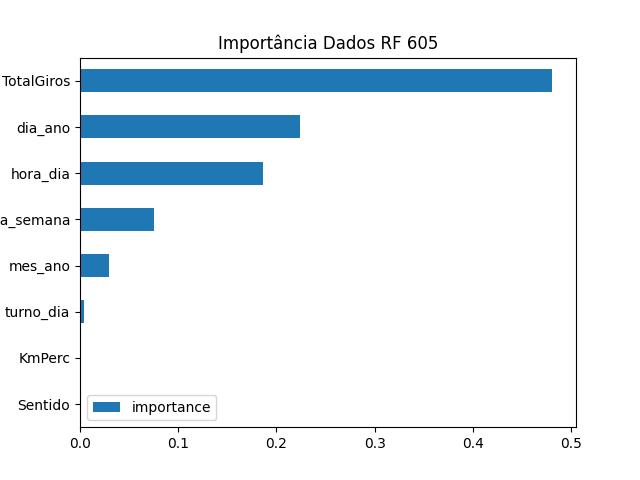 Importância Dados RF 605
TotalGiros
dia_ano
hora_dia
a_semana
mes_ano
turno_dia
KmPerc
Sentido
importance
0.0 0.1 0.2 0.3 0.4 0.5